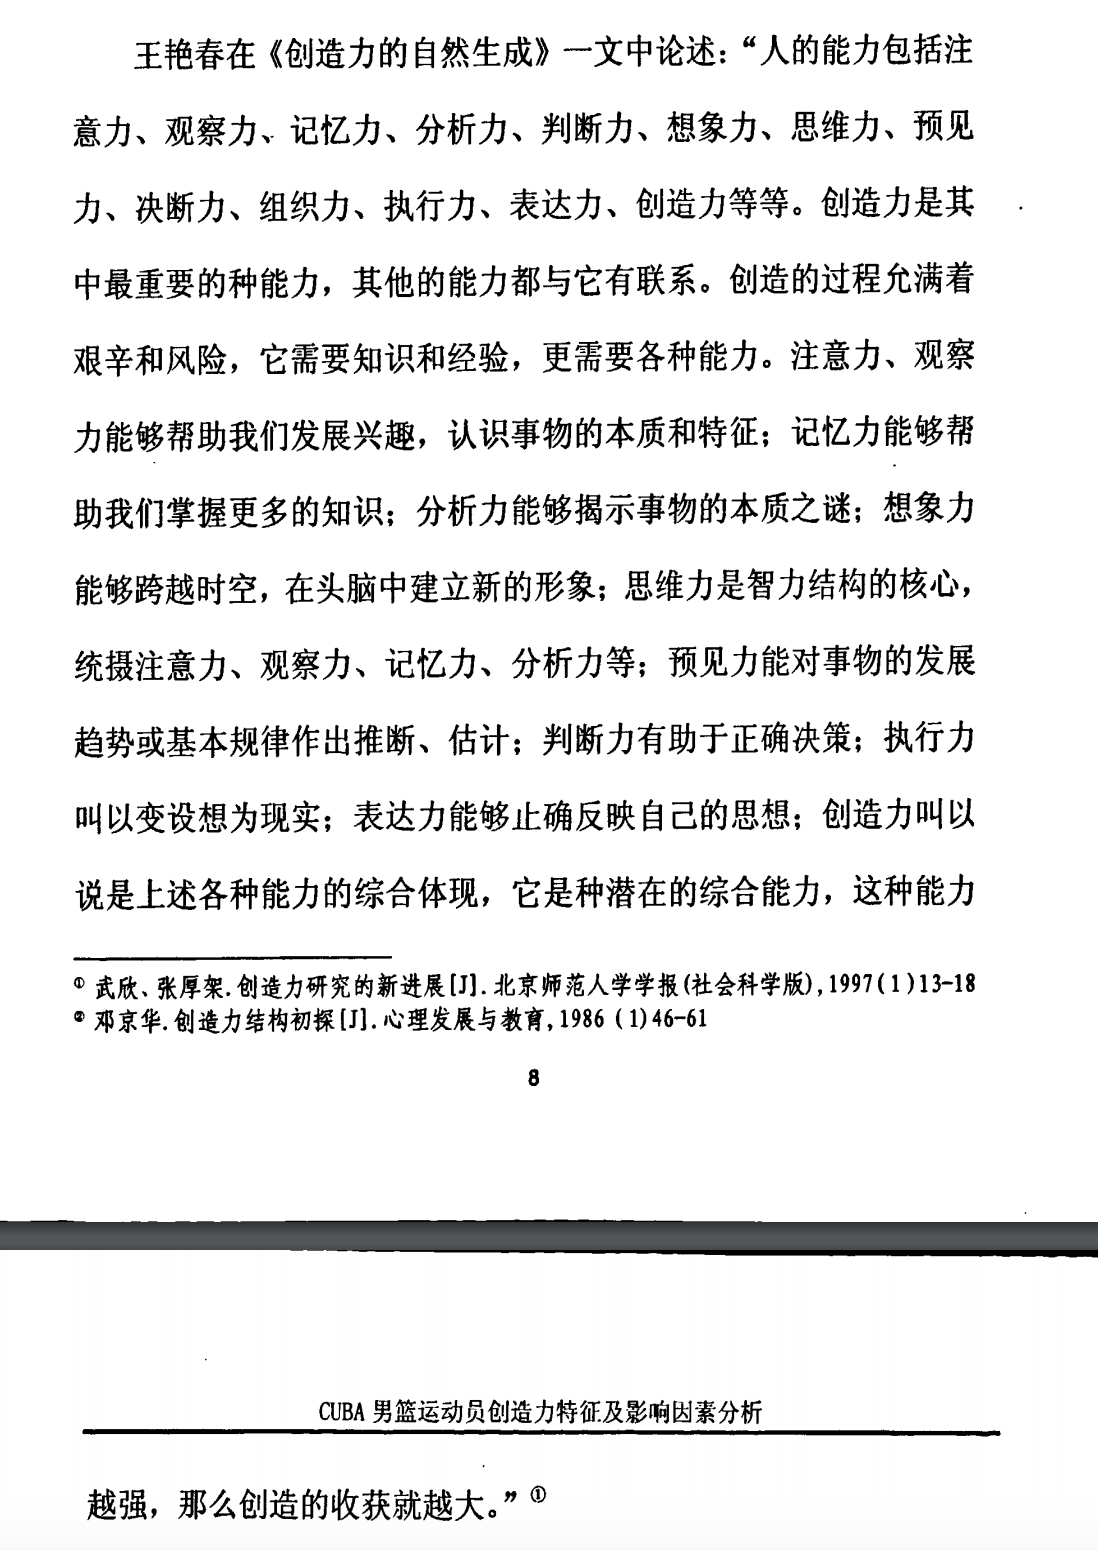 王艳春在《创造力的自然生成》一文中论述：“人的能力包括注
意力、观察力、记忆力、分析力、判断力、想象力、思维力、预见
力、决断力、组织力、执行力、表达力、创造力等等。创造力是其
中最重要的种能力，其他的能力都与它有联系。创造的过程允满着
艰辛和风险，它需要知识和经验，更需要各种能力。注意力、观察
力能够帮助我们发展兴趣，认识事物的本质和特征；记忆力能够帮
助我们掌握更多的知识；分析力能够揭示事物的本质之谜；想象力
能够跨越时空，在头脑中建立新的形象；思维力是智力结构的核心，
统摄注意力、观察力、记忆力、分析力等；预见力能对事物的发展
趋势或基本规律作出推断、估计；判断力有助于正确决策；执行力
叫以变设想为现实；表达力能够止确反映自己的思想；创造力叫以
说是上述各种能力的综合体现，它是种潜在的综合能力，这种能力
① 武欣、张厚架.创造力研究的新进展[J].北京师范人学学报(社会科学版),1997(1)13-18
② 邓京华.创造力结构初探[J].心理发展与教育,1986 (1)46-61
8
CUBA 男篮运动员创造力特征及影响因素分析
越强，那么创造的收获就越大。”①